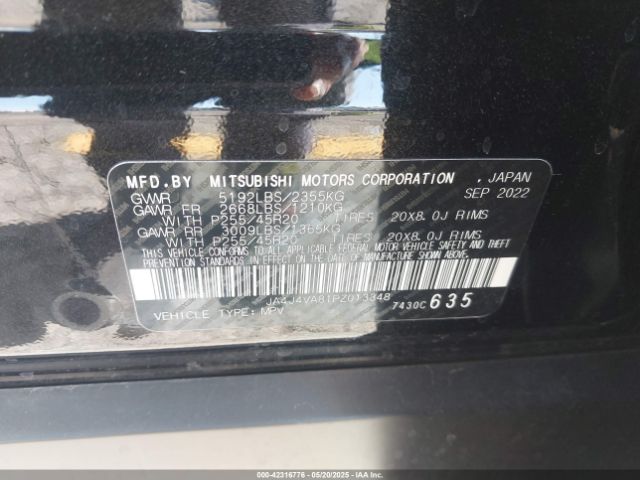 MFD.BY MITSUBISHI MOTORS CORPORATION . JAPAN
SEP 2022
GVWR 5192LBS/2355KG
GAWR FR 2668LBS/1210KG
WITH P255/45R20 TIRES 20X8.0J RIMS
GAWR RR 3009LBS/1365KG
WITH P255/45R20 TIRES 20X8.0J RIMS
THIS VEHICLE CONFORMS TO ALL APPLICABLE FEDERAL MOTOR VEHICLE SAFETY AND THEFT
PREVENTION STANDARDS IN EFFECT ON THE DATE OF MANUFACTURE SHOWN ABOVE.
JA4J4VA81PZ013348
7430C 635
VEHICLE TYPE: MPV
000-42316776 - 05/20/2025 - IAAI.COM